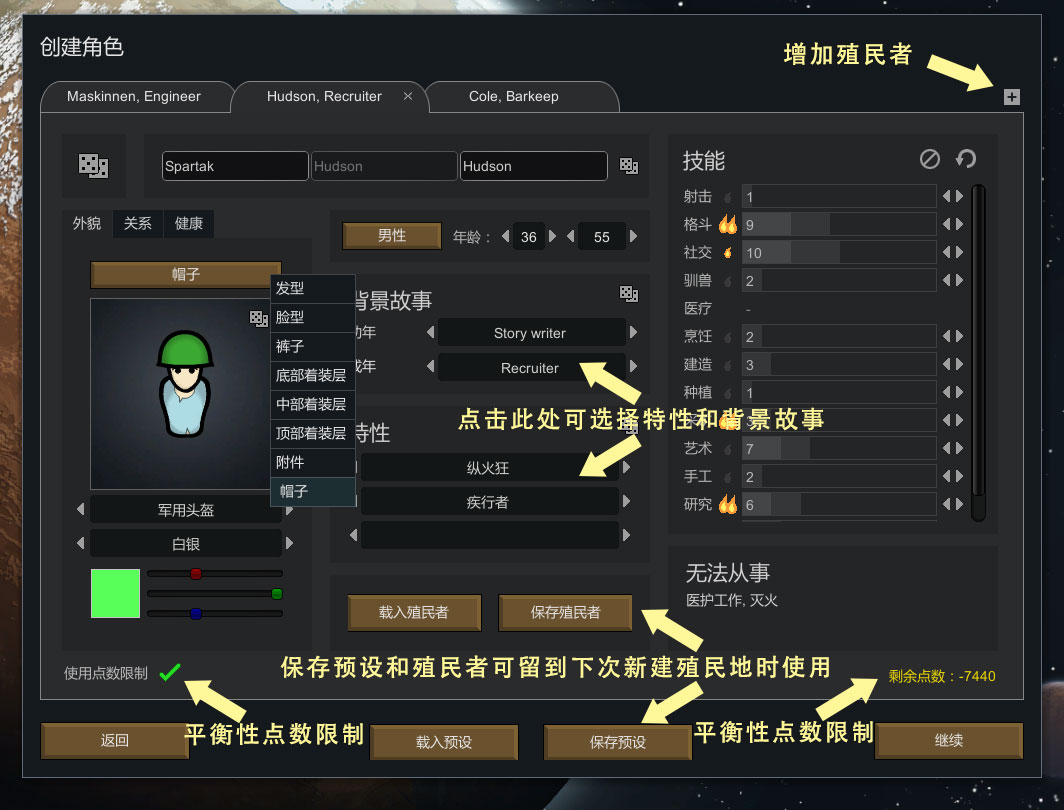 创建角色
增加殖民者
Maskinnen, Engineer
Hudson, Recruiter
Cole, Barkeep
Spartak
Hudson
Hudson
外貌
关系
健康
男性
年龄：
36
55
帽子
发型
脸型
裤子
底部着装层
中部着装层
顶部着装层
附件
帽子
军用头盔
白银
背景故事
年
Story writer
年
Recruiter
点击此处可选择特性和背景故事
特性
纵火狂
疾行者
载入殖民者
保存殖民者
技能
射击 1
格斗 9
社交 10
驯兽 2
医疗 -
烹饪 2
建造 3
种植 1
艺术 7
手工 2
研究 6
无法从事
医护工作, 灭火
保存预设和殖民者可留到下次新建殖民地时使用
使用点数限制
剩余点数：-7440
平衡性点数限制
平衡性点数限制
返回
载入预设
保存预设
继续